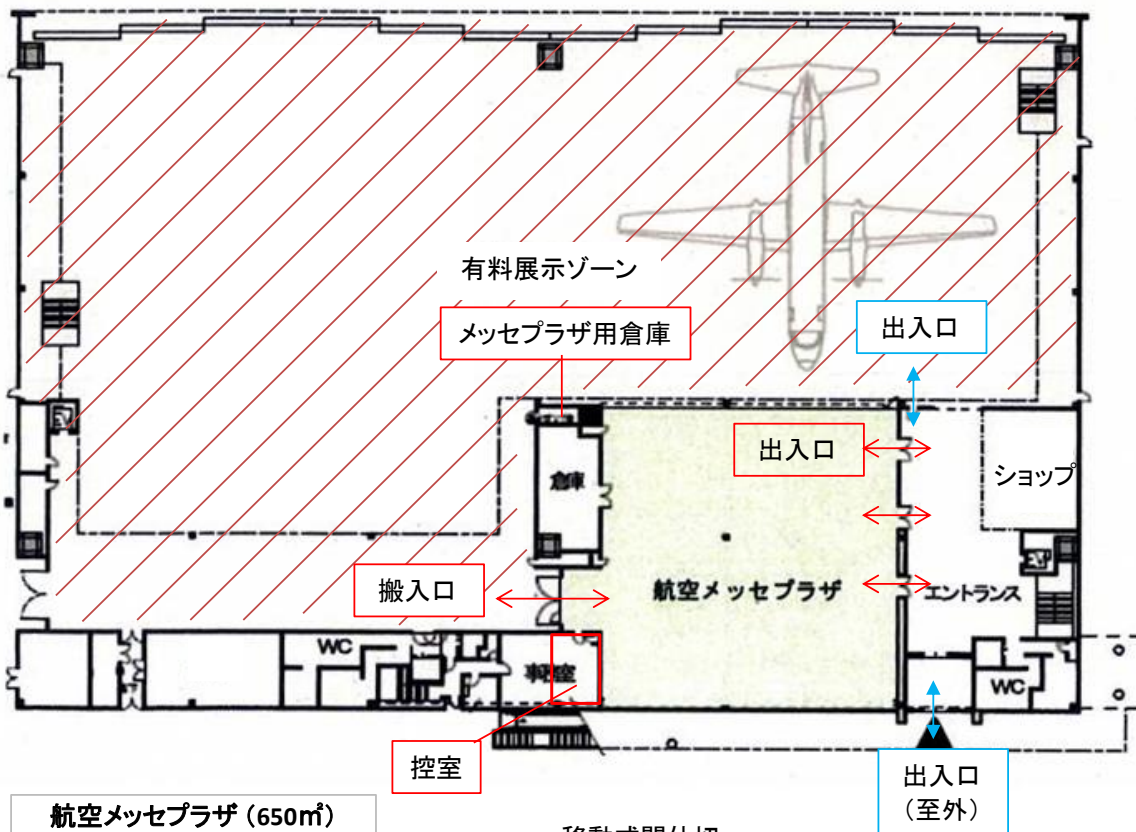 有料展示ゾーン
メッセプラザ用倉庫
出入口
出入口
ショップ
倉庫
搬入口
航空メッセプラザ
エントランス
WC
WC
控室
出入口
（至外）
航空メッセプラザ（650㎡）